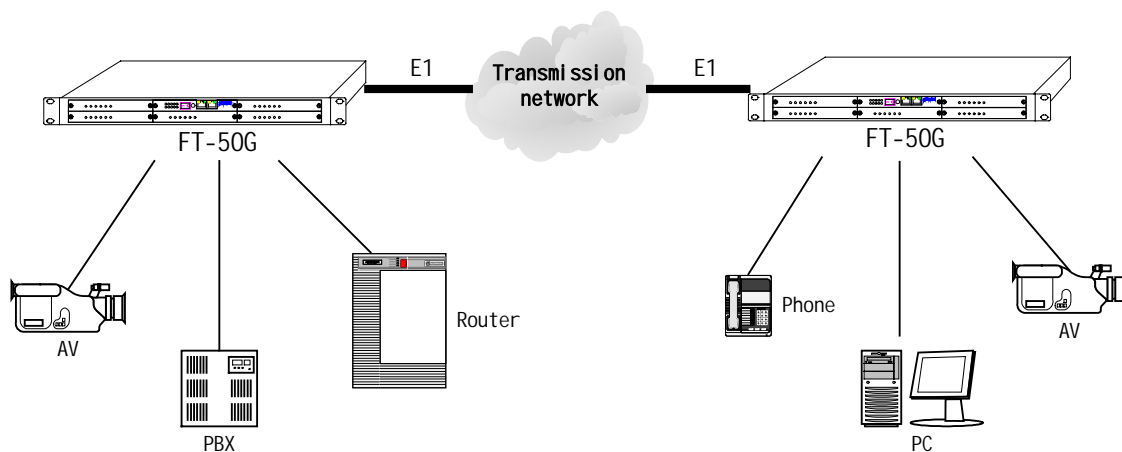 E1
Transmission
network
E1
FT-50G
FT-50G
AV
PBX
Router
Phone
PC
AV